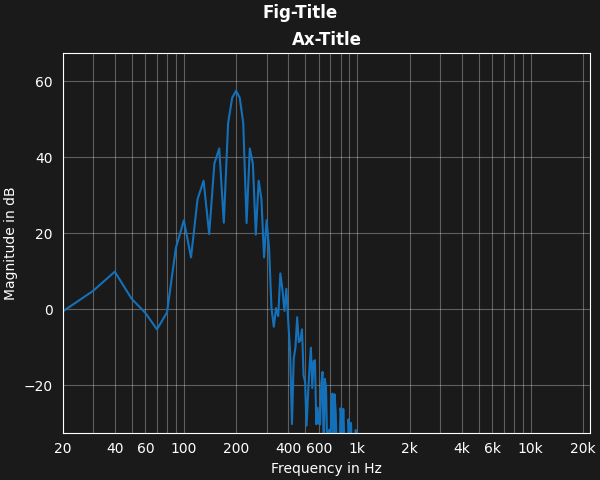 Fig-Title
Ax-Title
Magnitude in dB
60
40
20
0
−20
20 40 60 100 200 400 600 1k 2k 4k 6k 10k 20k
Frequency in Hz